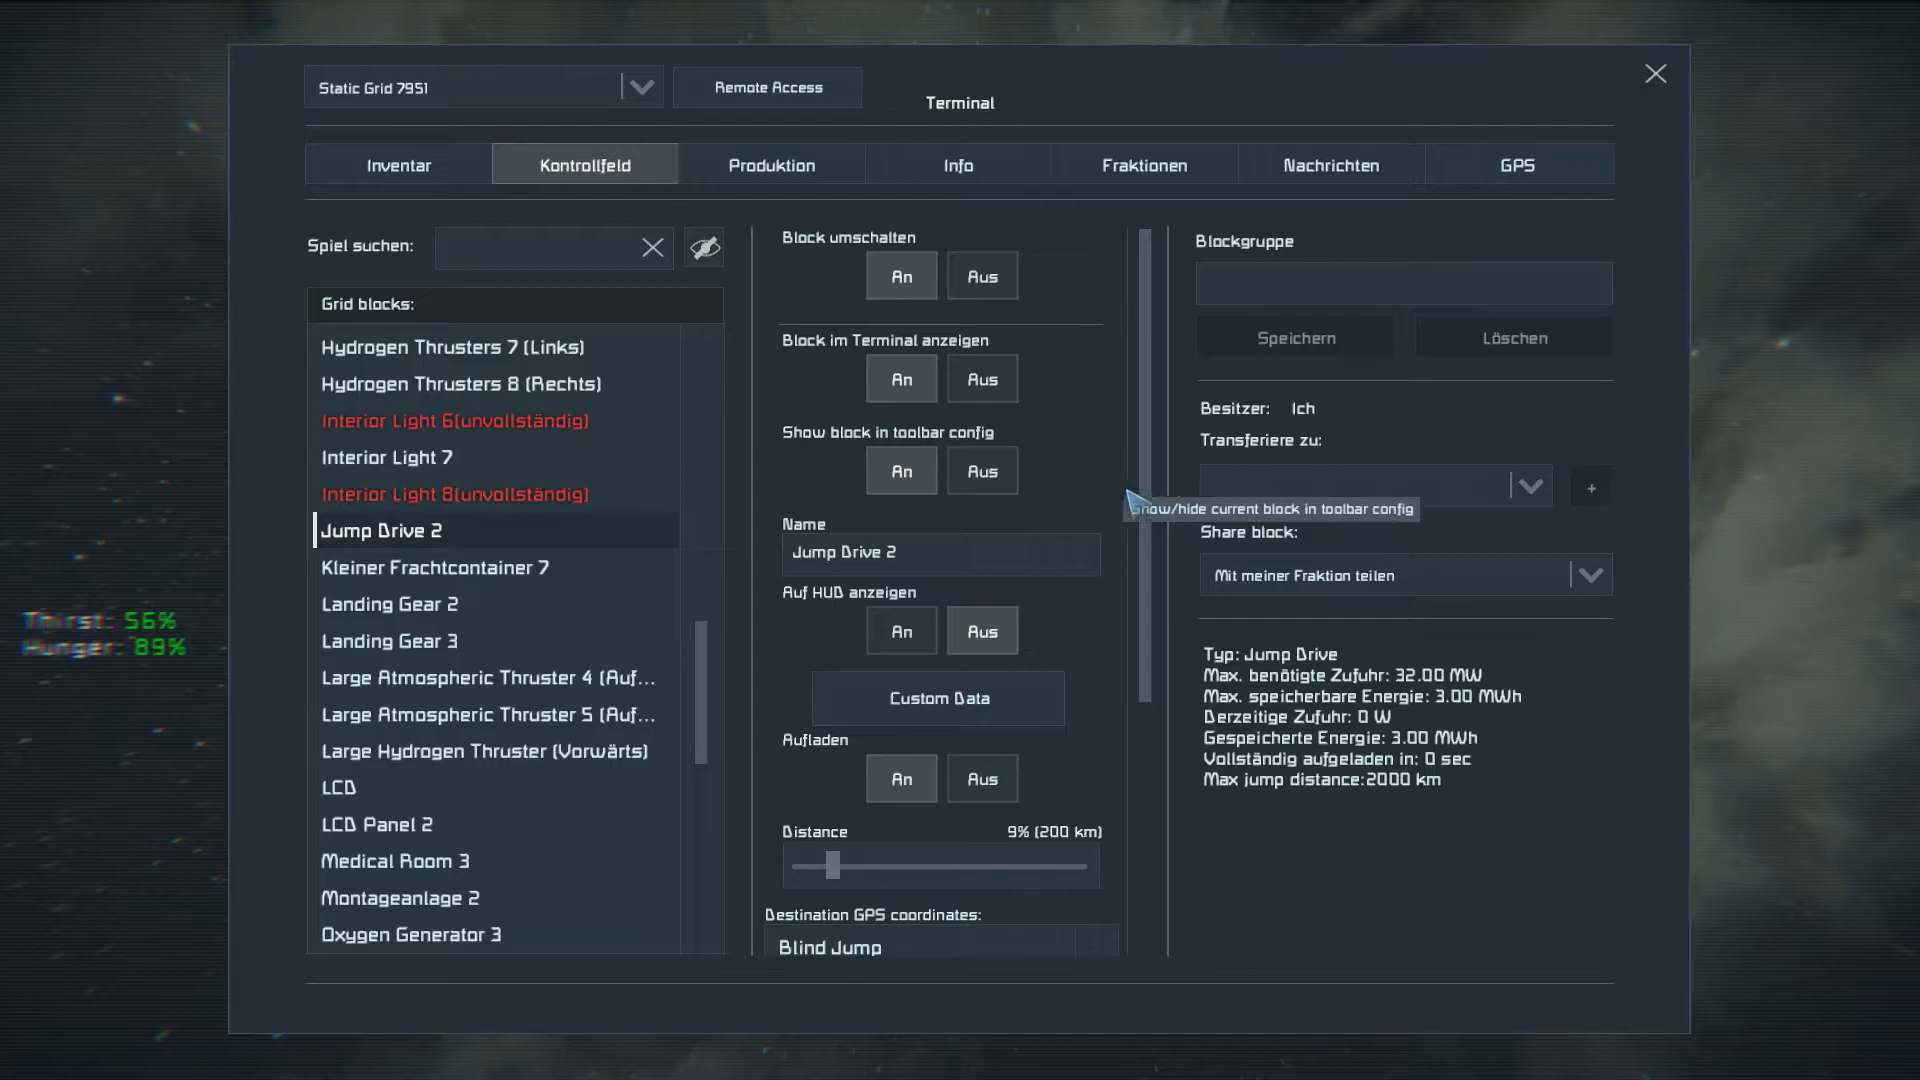 Static Grid 7951
Remote Access
Terminal
Inventar
Kontrollfeld
Produktion
Info
Fraktionen
Nachrichten
GPS
Spiel suchen:
Grid blocks:
Hydrogen Thrusters 7 (Links)
Hydrogen Thrusters 8 (Rechts)
Interior Light 6(unvollständig)
Interior Light 7
Interior Light 8(unvollständig)
Jump Drive 2
Kleiner Frachtcontainer 7
Landing Gear 2
Landing Gear 3
Large Atmospheric Thruster 4 (Auf...
Large Atmospheric Thruster 5 (Auf...
Large Hydrogen Thruster (Vorwärts)
LCD
LCD Panel 2
Medical Room 3
Montageanlage 2
Oxygen Generator 3
Block umschalten
An Aus
Block im Terminal anzeigen
An Aus
Show block in toolbar config
An Aus
Name
Jump Drive 2
Auf HUD anzeigen
An Aus
Custom Data
Aufladen
An Aus
Distance 9% (200 km)
Destination GPS coordinates:
Blind Jump
Blockgruppe
Speichern Löschen
Besitzer: Ich
Transferiere zu:
+
Show/hide current block in toolbar config
Share block:
Mit meiner Fraktion teilen
Typ: Jump Drive
Max. benötigte Zufuhr: 32.00 MW
Max. speicherbare Energie: 3.00 MWh
Derzeitige Zufuhr: 0 W
Gespeicherte Energie: 3.00 MWh
Vollständig aufgeladen in: 0 sec
Max jump distance:2000 km
Thirst: 56%
Hunger: 89%